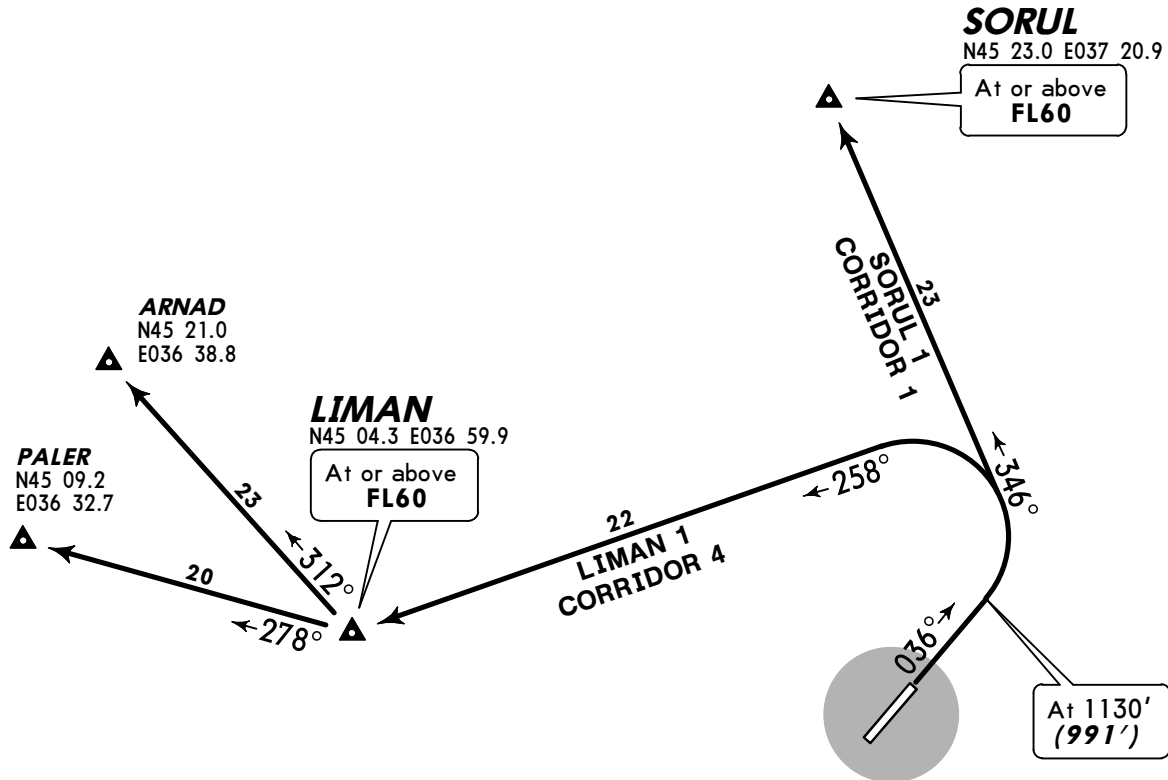 SORUL
N45 23.0 E037 20.9
At or above
FL60
23
SORUL 1
CORRIDOR 1
ARNAD
N45 21.0
E036 38.8
LIMAN
N45 04.3 E036 59.9
At or above
FL60
PALER
N45 09.2
E036 32.7
23
312°
20
278°
258°
22
LIMAN 1
CORRIDOR 4
346°
036°
At 1130'
(991')